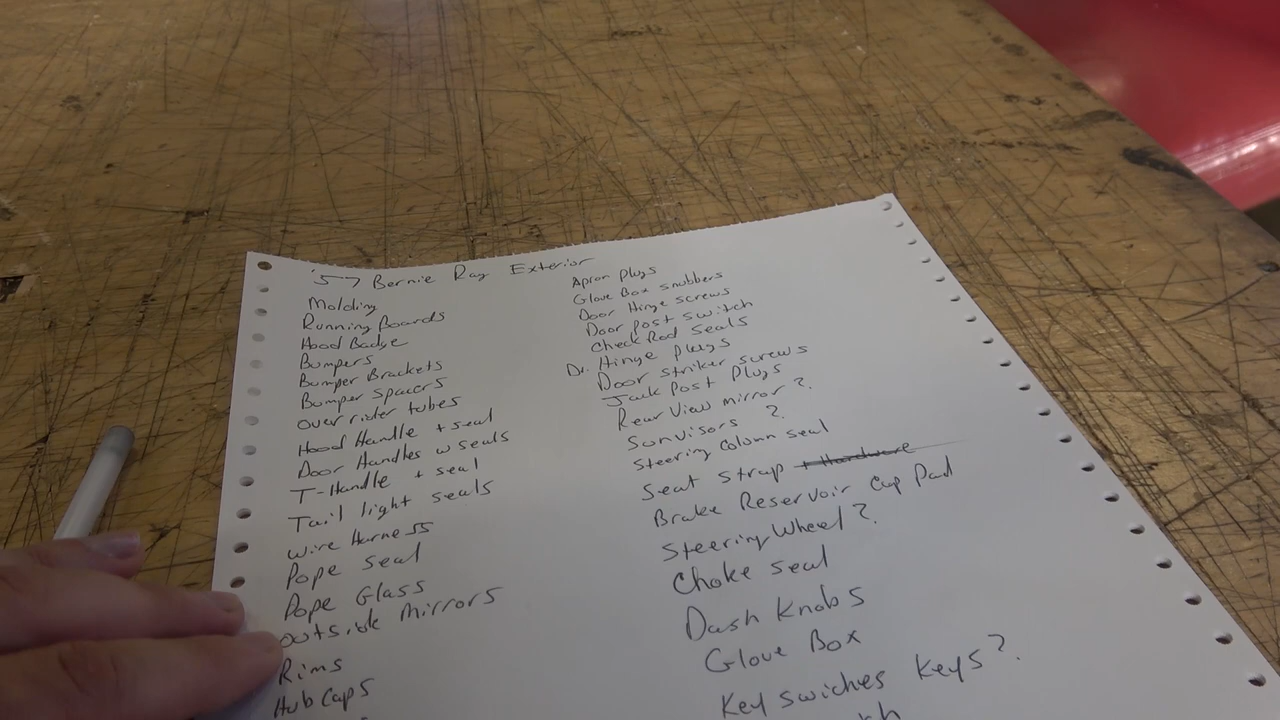 '57 Bernie Ray Exterior
Molding
Running Boards
Hood Badge
Bumpers
Bumper Brackets
Bumper Spacers
overrider tubes
Hood Handle + seal
Door Handles w seals
T-Handle + seal
Tail light seals
wire Harness
Pope seal
Pope Glass
outside mirrors
Rims
Hub Caps
Apron plugs
Glove Box snubbers
Door Hinge screws
Door post switch
Check Rod Seals
Dr. Hinge plugs
Door striker screws
Jack Post Plugs
Rear View mirror?
Sunvisors ?
Steering Column seal
Seat Strap + Hardware
Brake Reservoir Cap Pad
Steering Wheel?
Choke seal
Dash Knobs
Glove Box
Key swiches Keys?